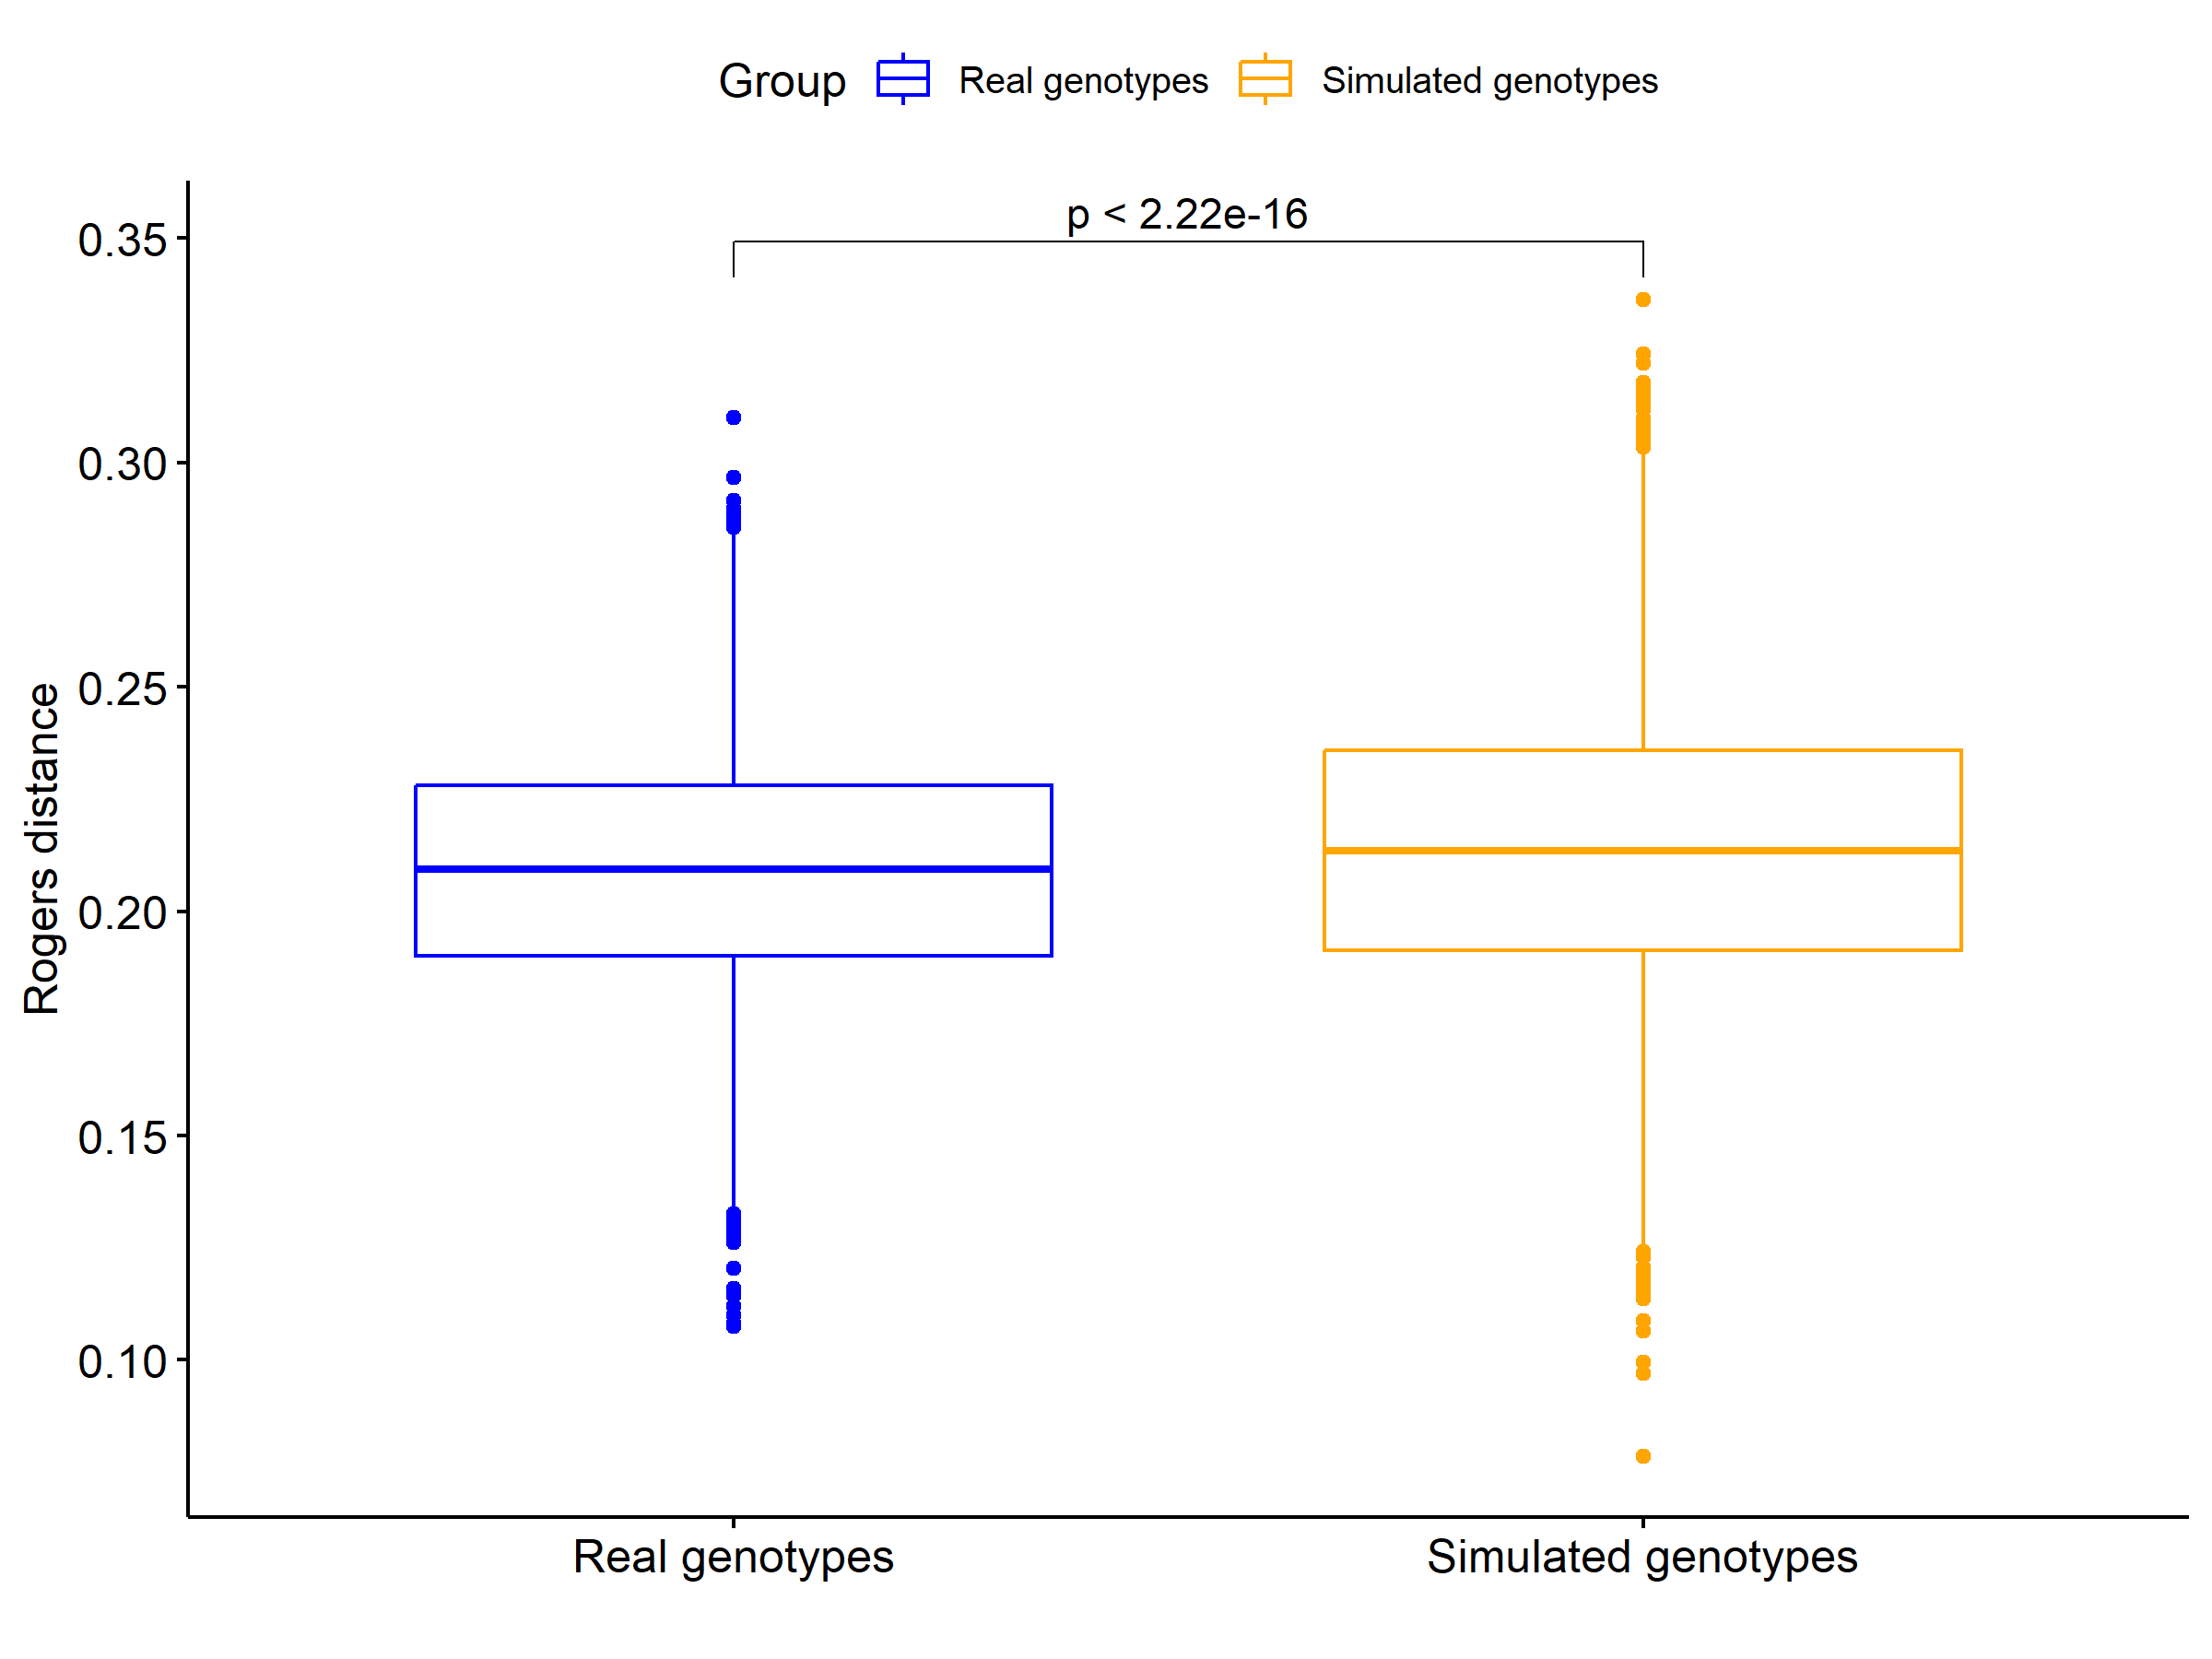 Group Real genotypes Simulated genotypes
p < 2.22e-16
0.35
0.30
0.25
0.20
0.15
0.10
Rogers distance
Real genotypes Simulated genotypes